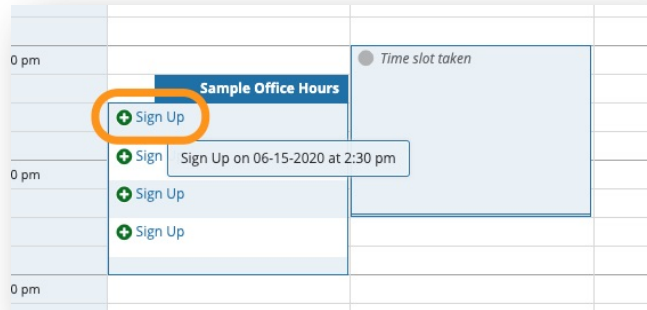 0 pm
Time slot taken
Sample Office Hours
Sign Up
Sign
Sign Up on 06-15-2020 at 2:30 pm
0 pm
Sign Up
Sign Up
0 pm